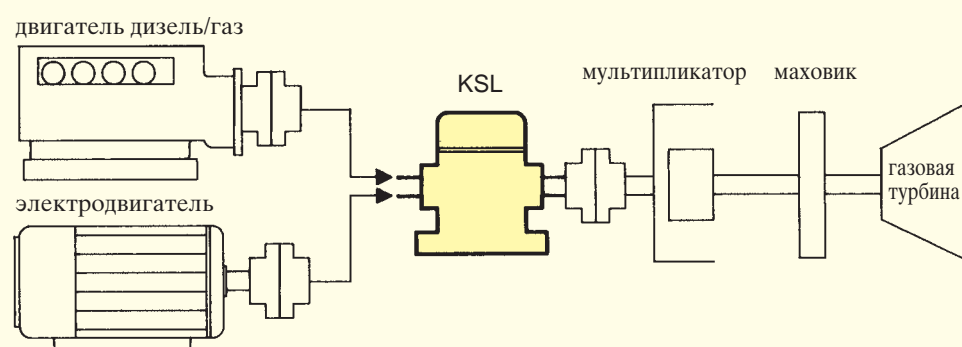 двигатель дизель/газ
KSL
мультипликатор
маховик
газовая
турбина
электродвигатель